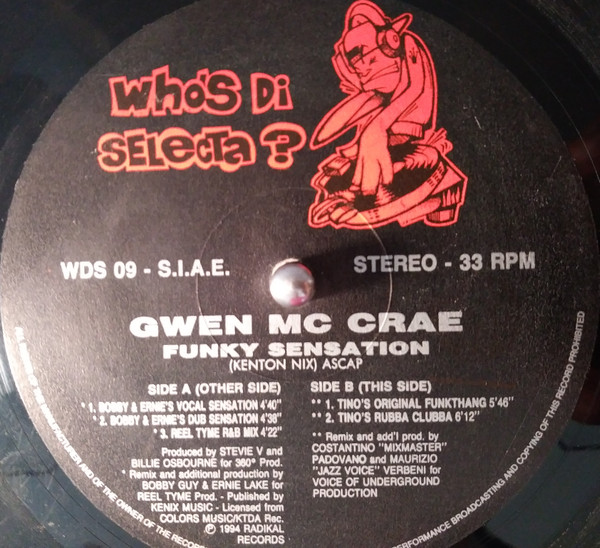 WHO'S Di
SELECTA?
WDS 09 - S.I.A.E.
STEREO - 33 RPM
GWEN MC CRAE
FUNKY SENSATION
(KENTON NIX) ASCAP
SIDE A (OTHER SIDE)
* 1. BOBBY & ERNIE'S VOCAL SENSATION 4'40"
* 2. BOBBY & ERNIE'S DUB SENSATION 4'38"
* 3. REEL TYME R&B MIX 4'22"
Produced by STEVIE V and
BILLIE OSBOURNE for 360° Prod.
* Remix and additional production by
BOBBY GUY & ERNIE LAKE for
REEL TYME Prod. - Published by
KENIX MUSIC - Licensed from
COLORS MUSIC/KTDA Rec.
℗ 1994 RADIKAL
RECORDS
SIDE B (THIS SIDE)
** 1. TINO'S ORIGINAL FUNKTHANG 5'46"
** 2. TINO'S RUBBA CLUBBA 6'12"
** Remix and add'l prod. by
COSTANTINO "MIXMASTER"
PADOVANO and MAURIZIO
"JAZZ VOICE" VERBENI for
VOICE OF UNDERGROUND
PRODUCTION
MANUFACTURER AND OF THE OWNER OF THE
PERFORMANCE BROADCASTING AND COPYING OF THIS RECORD PROHIBITED